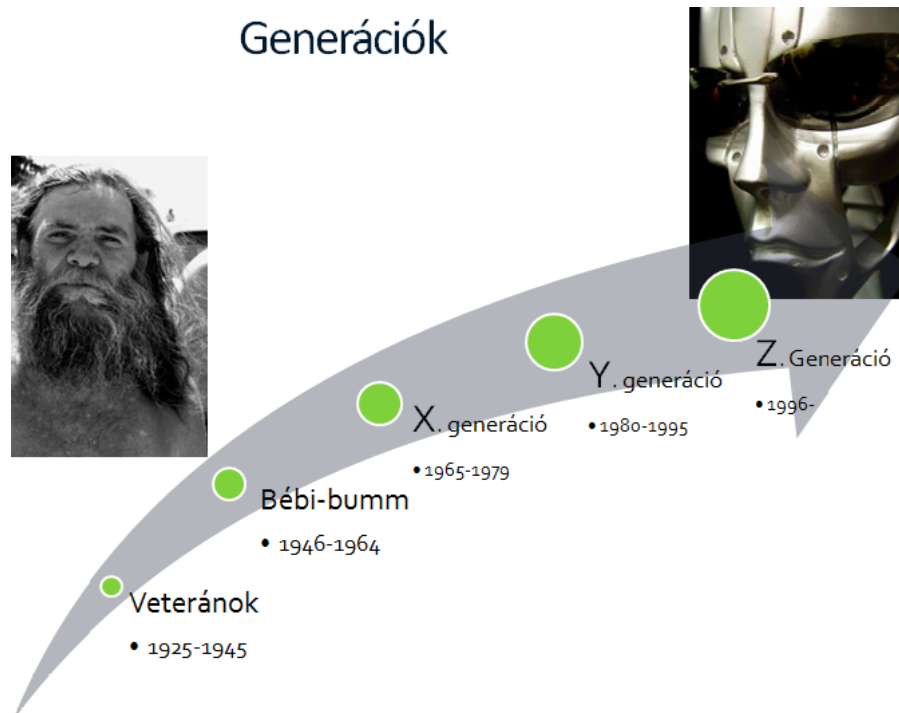 Generációk
Z. Generáció
• 1996-
Y. generáció
• 1980-1995
X. generáció
• 1965-1979
Bébi-bumm
• 1946-1964
Veteránok
• 1925-1945